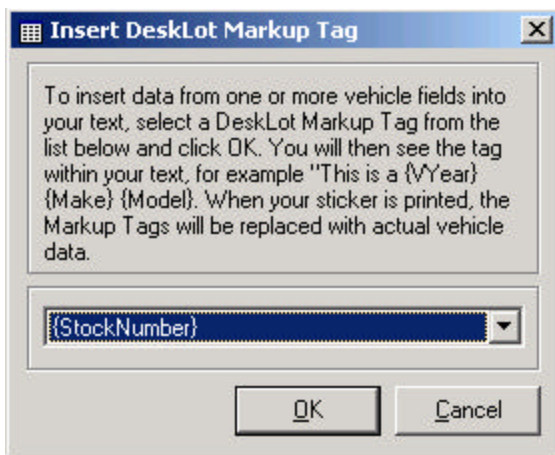 Insert DeskLot Markup Tag
To insert data from one or more vehicle fields into
your text, select a DeskLot Markup Tag from the
list below and click OK. You will then see the tag
within your text, for example "This is a {VYear}
{Make} {Model}. When your sticker is printed, the
Markup Tags will be replaced with actual vehicle
data.
{StockNumber}
OK
Cancel